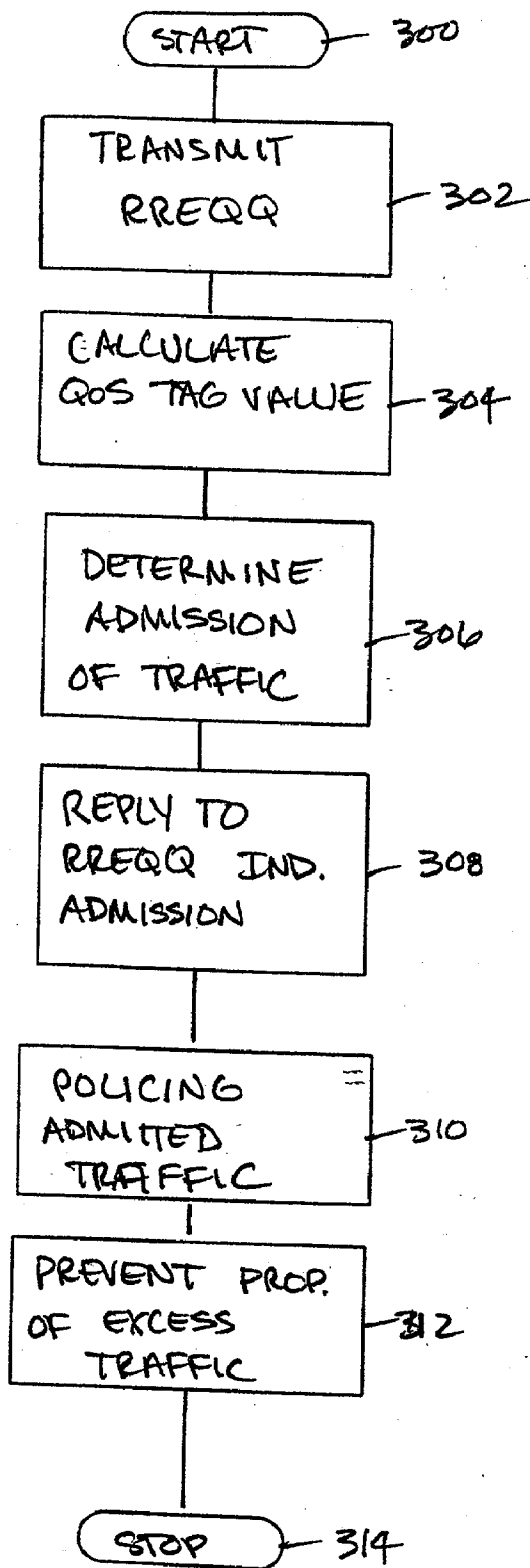 START 300
TRANSMIT
RREQQ
302
CALCULATE
QOS TAG VALUE
304
DETERMINE
ADMISSION
OF TRAFFIC
306
REPLY TO
RREQQ IND.
ADMISSION
308
POLICING
ADMITTED
TRAFFIC
310
PREVENT PROP.
OF EXCESS
TRAFFIC
312
STOP 314